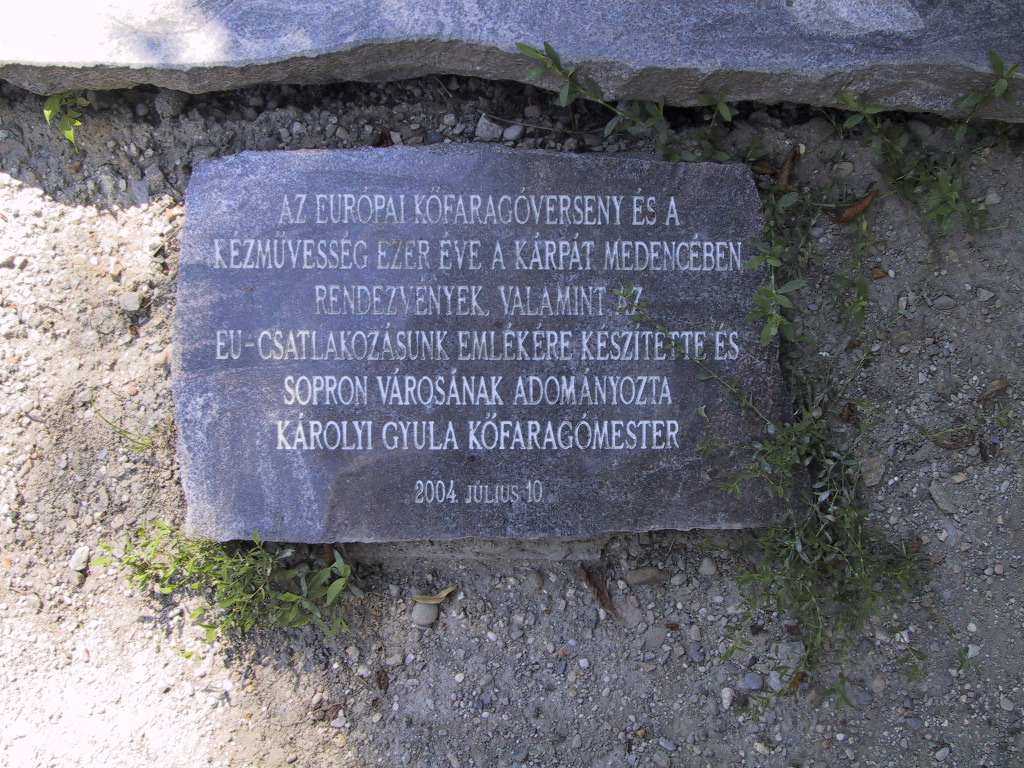 AZ EURÓPAI KŐFARAGÓVERSENY ÉS A
KÉZMŰVESSÉG EZER ÉVE A KÁRPÁT MEDENCÉBEN
RENDEZVÉNYEK, VALAMINT AZ
EU-CSATLAKOZÁSUNK EMLÉKÉRE KÉSZÍTETTE ÉS
SOPRON VÁROSÁNAK ADOMÁNYOZTA
KÁROLYI GYULA KŐFARAGÓMESTER
2004. JÚLIUS 10.